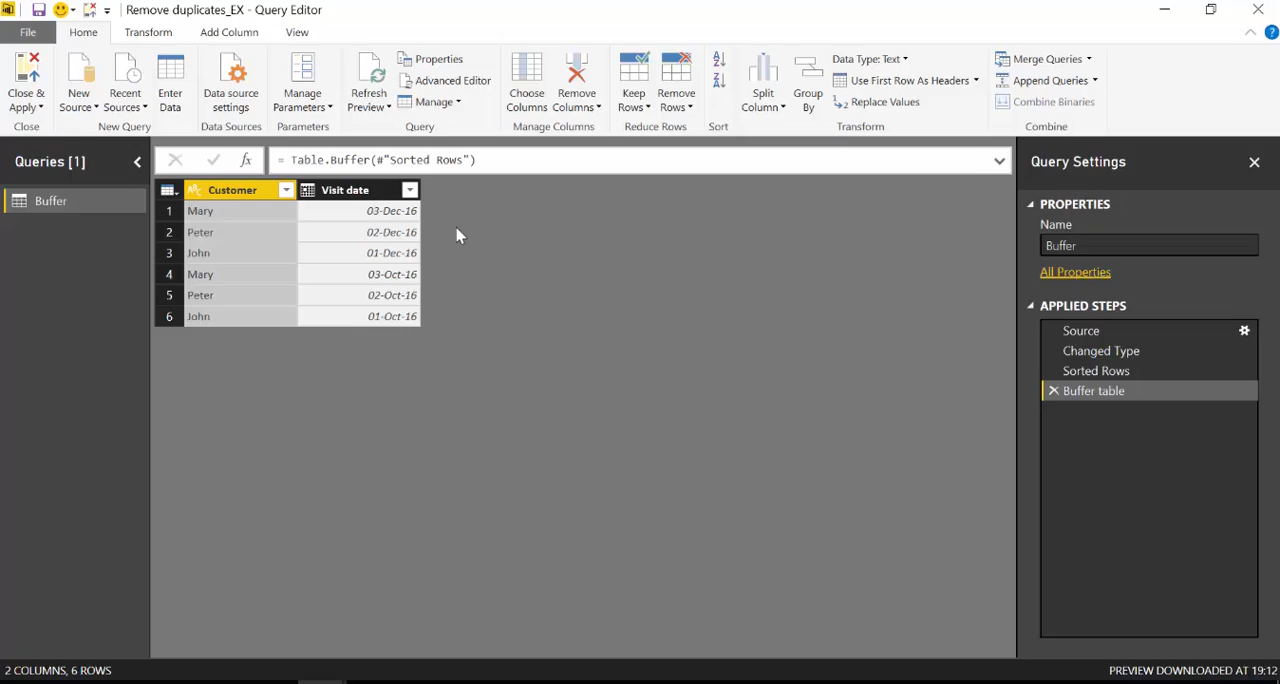 Remove duplicates_EX - Query Editor
File Home Transform Add Column View
?
Close & Apply
New Source
Recent Sources
Enter Data
Data source settings
Manage Parameters
Refresh Preview
Properties
Advanced Editor
Manage
Choose Columns
Remove Columns
Keep Rows
Remove Rows
Split Column
Group By
Data Type: Text
Use First Row As Headers
Replace Values
Merge Queries
Append Queries
Combine Binaries
Close New Query Data Sources Parameters Query Manage Columns Reduce Rows Sort Transform Combine
Queries [1]
Buffer
fx = Table.Buffer(#"Sorted Rows")
Customer Visit date
1 Mary 03-Dec-16
2 Peter 02-Dec-16
3 John 01-Dec-16
4 Mary 03-Oct-16
5 Peter 02-Oct-16
6 John 01-Oct-16
Query Settings
PROPERTIES
Name
Buffer
All Properties
APPLIED STEPS
Source
Changed Type
Sorted Rows
Buffer table
2 COLUMNS, 6 ROWS
PREVIEW DOWNLOADED AT 19:12